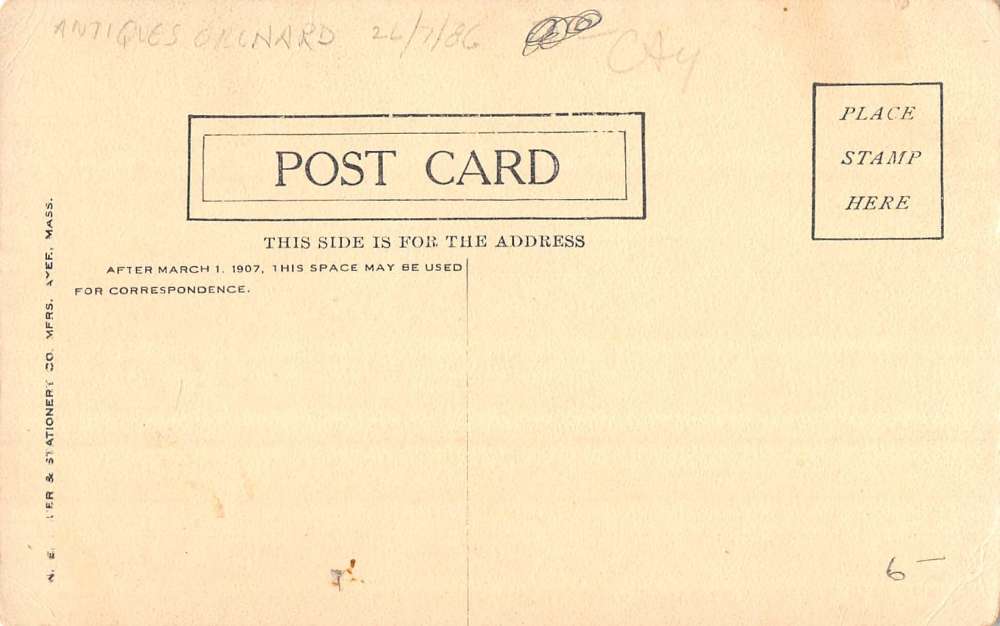 ANTIQUES ORCHARD 26/7/86
POST CARD
PLACE
STAMP
HERE
THIS SIDE IS FOR THE ADDRESS
AFTER MARCH 1. 1907, THIS SPACE MAY BE USED
FOR CORRESPONDENCE.
N. E. & STATIONERY CO. MFRS. AYER, MASS.
6-